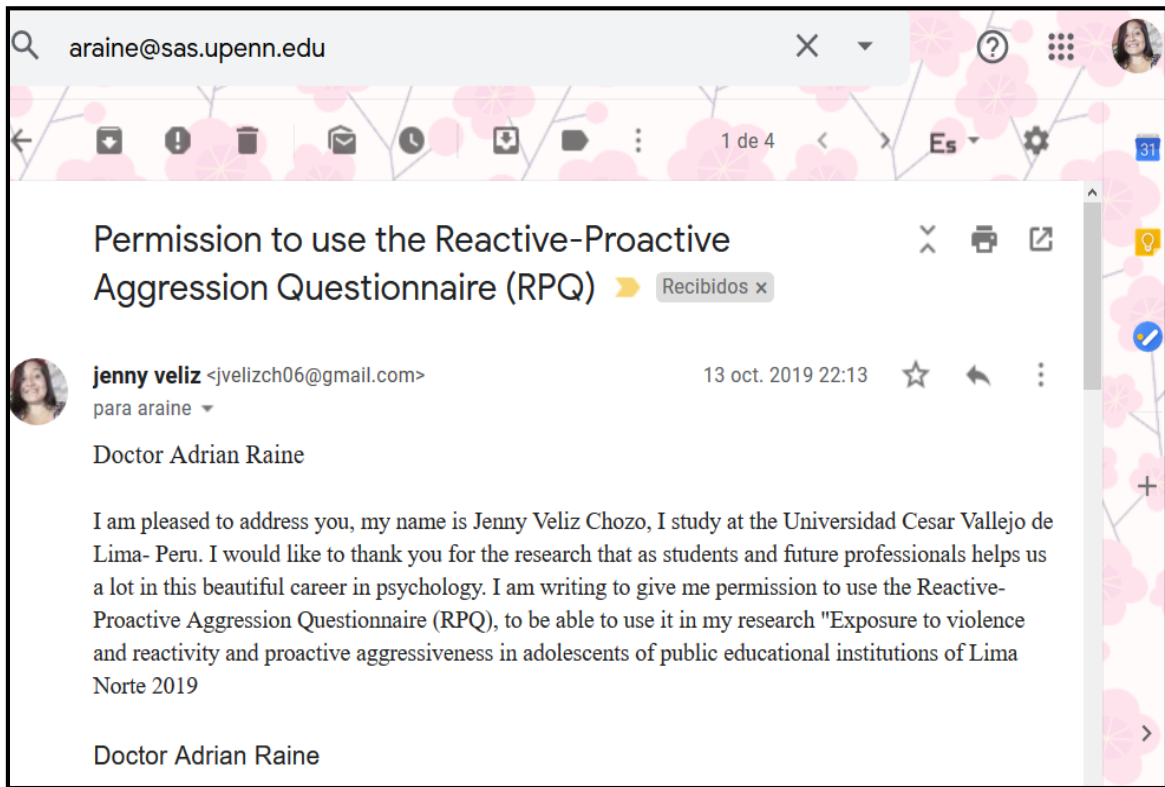 araine@sas.upenn.edu
1 de 4
Es
31
Permission to use the Reactive-Proactive
Aggression Questionnaire (RPQ)
Recibidos x
jenny veliz <jvelizch06@gmail.com>
13 oct. 2019 22:13
para araine
Doctor Adrian Raine
I am pleased to address you, my name is Jenny Veliz Chozo, I study at the Universidad Cesar Vallejo de
Lima- Peru. I would like to thank you for the research that as students and future professionals helps us
a lot in this beautiful career in psychology. I am writing to give me permission to use the Reactive-
Proactive Aggression Questionnaire (RPQ), to be able to use it in my research "Exposure to violence
and reactivity and proactive aggressiveness in adolescents of public educational institutions of Lima
Norte 2019
Doctor Adrian Raine